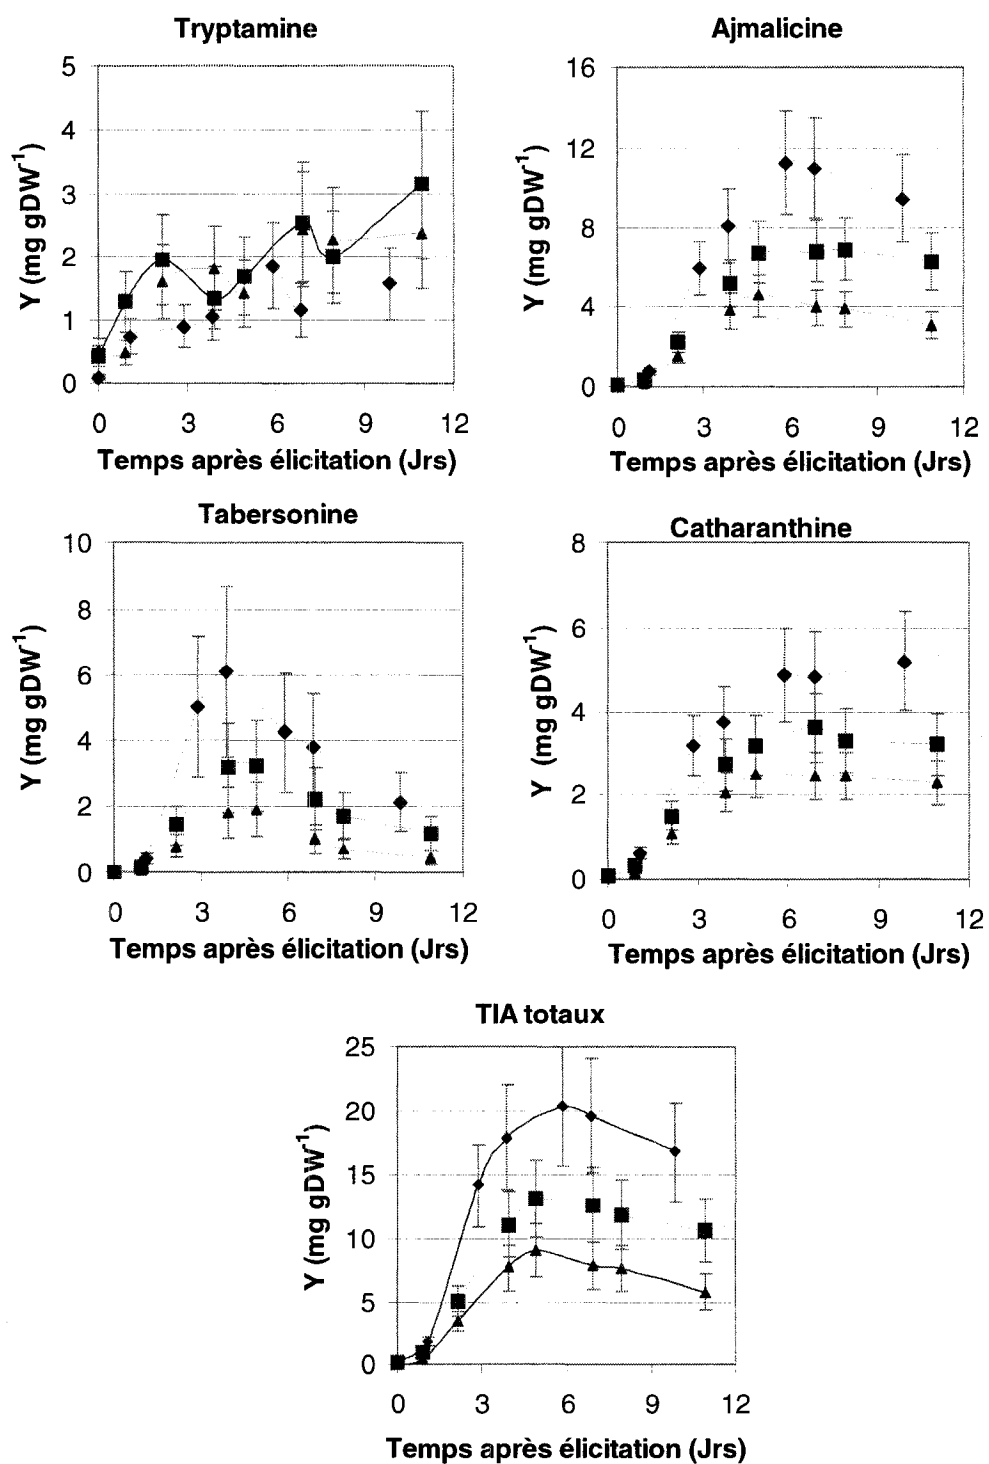 Tryptamine
Y (mg gDW⁻¹)
5
4
3
2
1
0
0 3 6 9 12
Temps après élicitation (Jrs)
Ajmalicine
Y (mg gDW⁻¹)
16
12
8
4
0
0 3 6 9 12
Temps après élicitation (Jrs)
Tabersonine
Y (mg gDW⁻¹)
10
8
6
4
2
0
0 3 6 9 12
Temps après élicitation (Jrs)
Catharanthine
Y (mg gDW⁻¹)
8
6
4
2
0
0 3 6 9 12
Temps après élicitation (Jrs)
TIA totaux
Y (mg gDW⁻¹)
25
20
15
10
5
0
0 3 6 9 12
Temps après élicitation (Jrs)